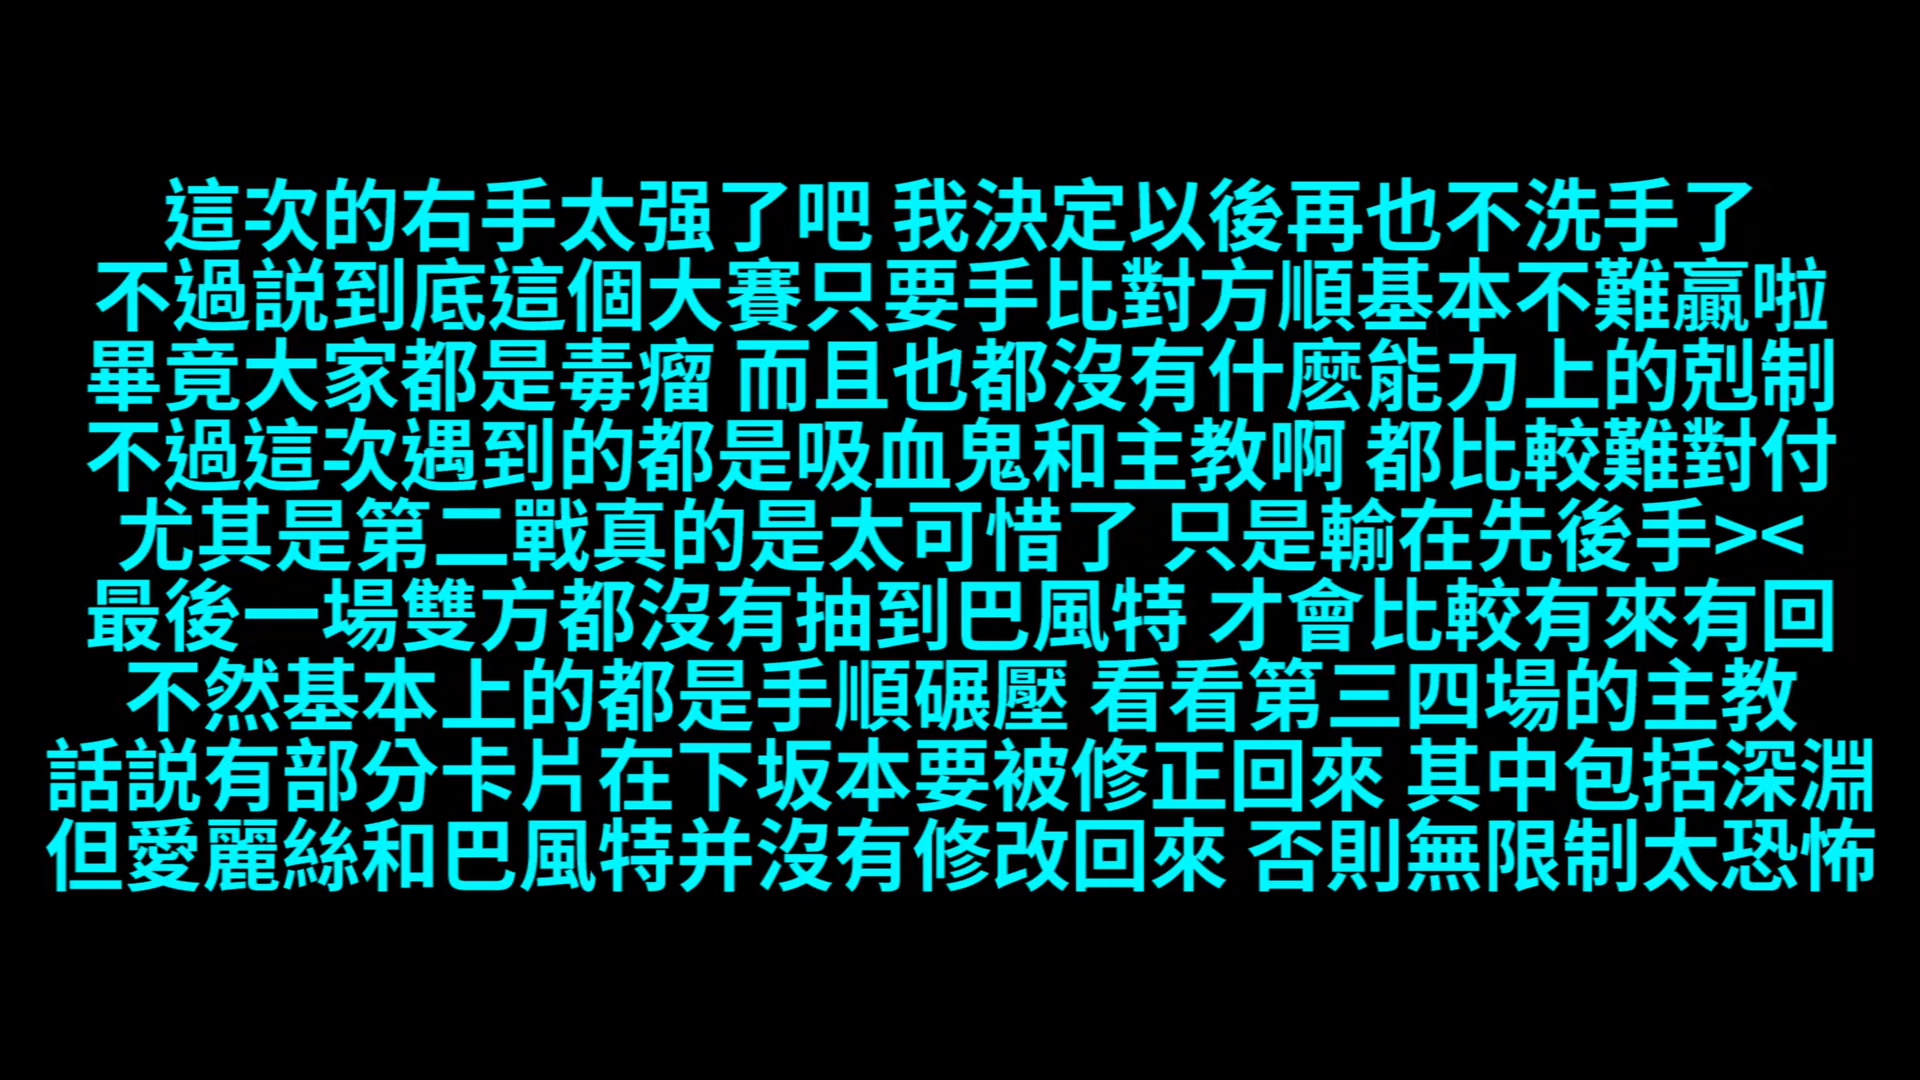 這次的右手太强了吧 我決定以後再也不洗手了
不過説到底這個大賽只要手比對方順基本不難贏啦
畢竟大家都是毒瘤 而且也都沒有什麽能力上的剋制
不過這次遇到的都是吸血鬼和主教啊 都比較難對付
尤其是第二戰真的是太可惜了 只是輸在先後手><
最後一場雙方都沒有抽到巴風特 才會比較有來有回
不然基本上的都是手順碾壓 看看第三四場的主教
話説有部分卡片在下坂本要被修正回來 其中包括深淵
但愛麗絲和巴風特并沒有修改回來 否則無限制太恐怖